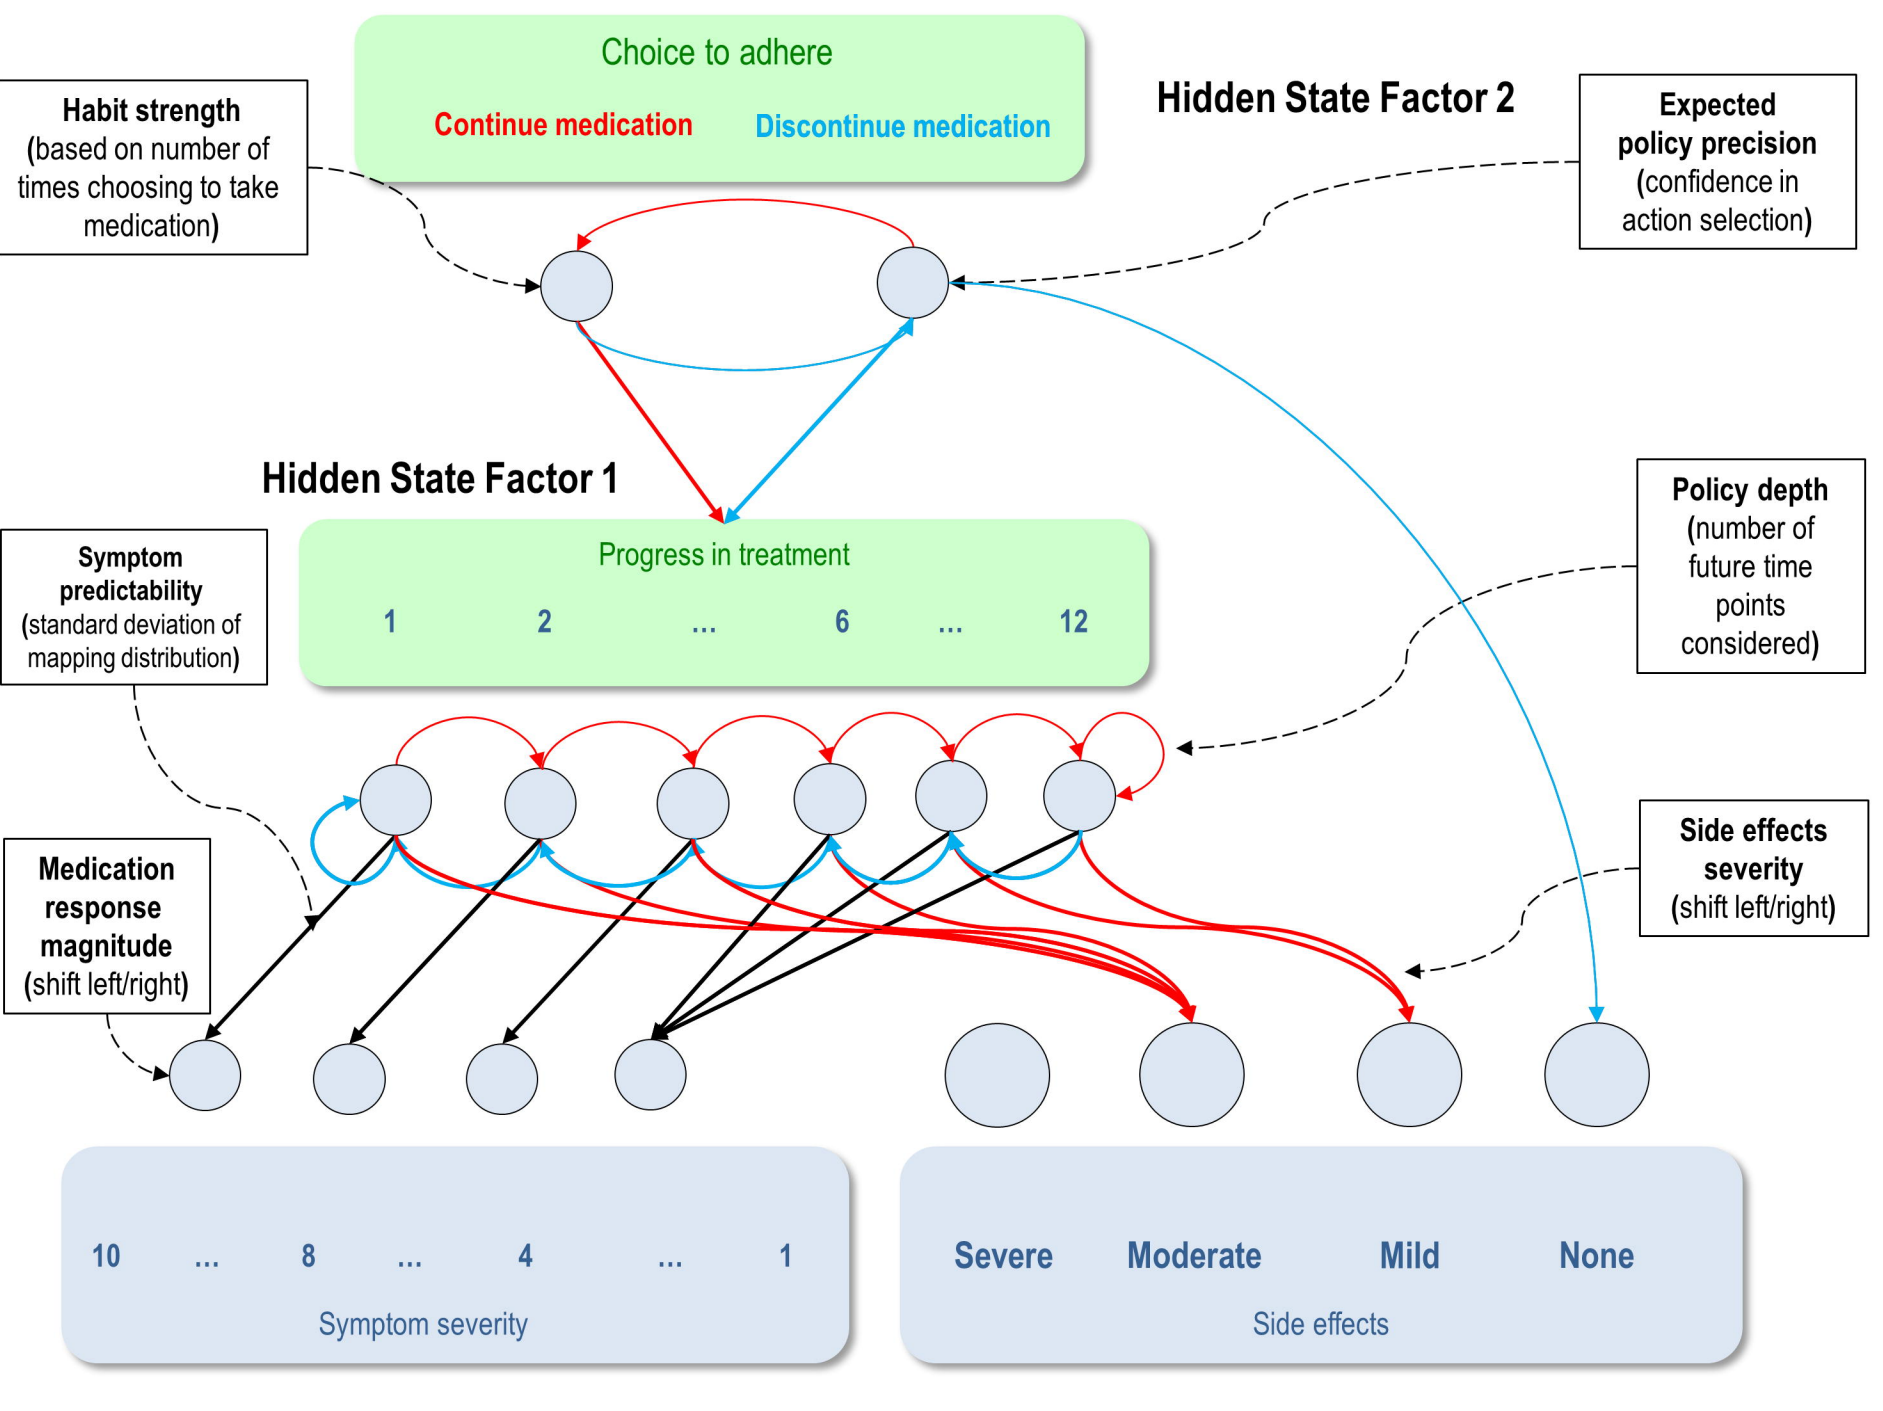 Choice to adhere
Continue medication
Discontinue medication
Hidden State Factor 2
Habit strength
(based on number of
times choosing to take
medication)
Expected
policy precision
(confidence in
action selection)
Hidden State Factor 1
Progress in treatment
1 2 ... 6 ... 12
Symptom
predictability
(standard deviation of
mapping distribution)
Policy depth
(number of
future time
points
considered)
Medication
response
magnitude
(shift left/right)
Side effects
severity
(shift left/right)
10 ... 8 ... 4 ... 1
Symptom severity
Severe Moderate Mild None
Side effects